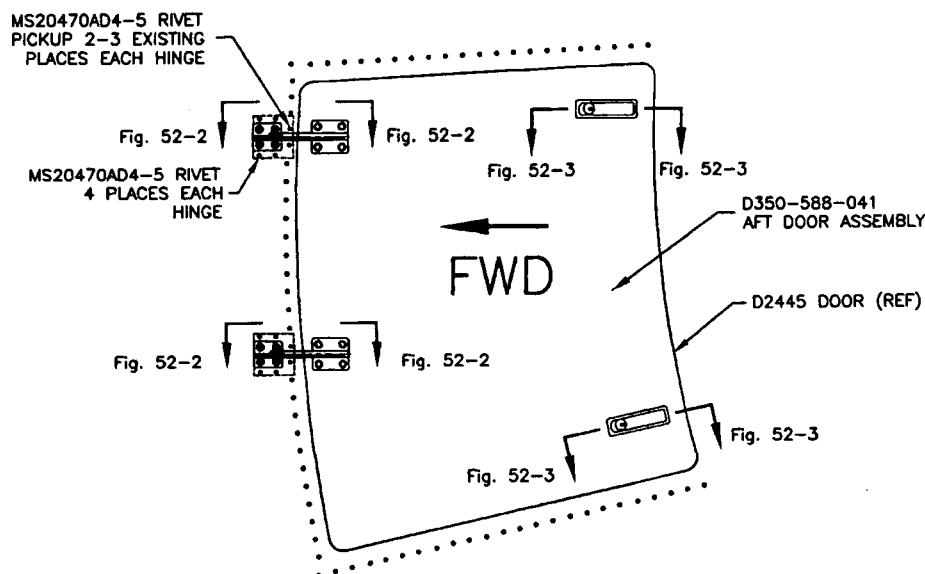 MS20470AD4-5 RIVET
PICKUP 2-3 EXISTING
PLACES EACH HINGE
Fig. 52-2
Fig. 52-2
Fig. 52-3
Fig. 52-3
MS20470AD4-5 RIVET
4 PLACES EACH
HINGE
D350-588-041
AFT DOOR ASSEMBLY
FWD
D2445 DOOR (REF)
Fig. 52-2
Fig. 52-2
Fig. 52-3
Fig. 52-3